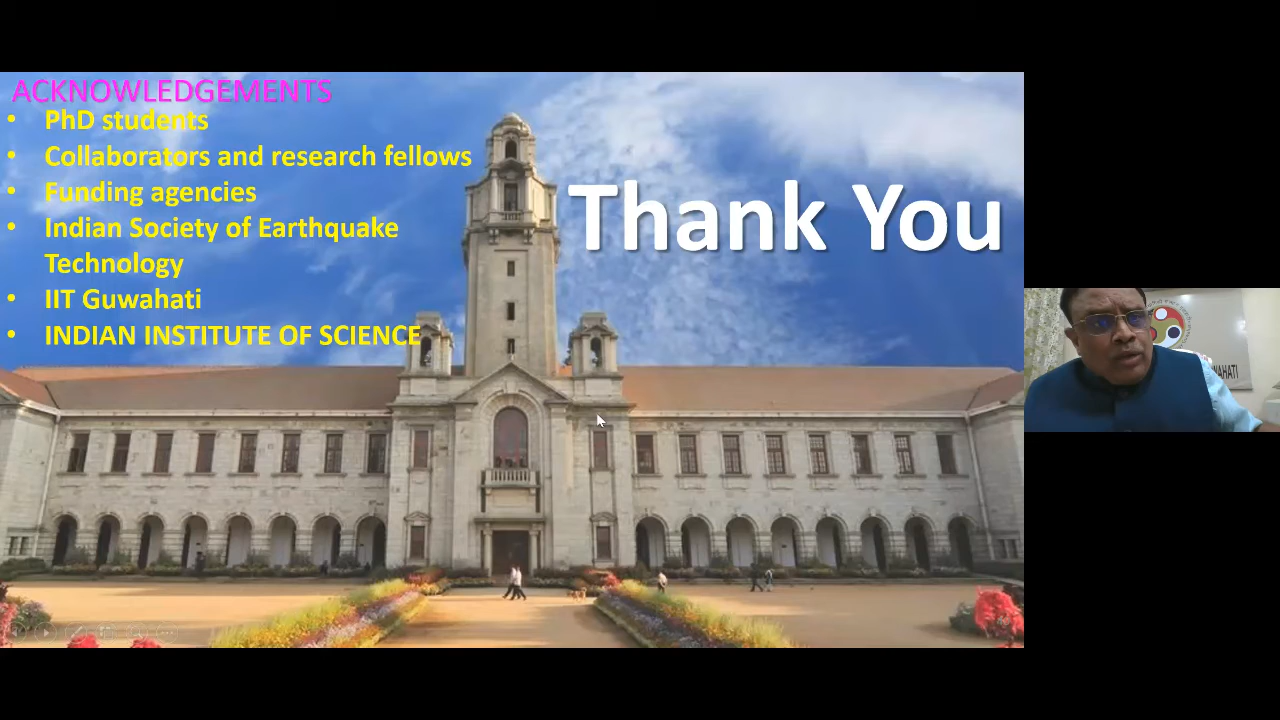 ACKNOWLEDGEMENTS
• PhD students
• Collaborators and research fellows
• Funding agencies
• Indian Society of Earthquake
Technology
• IIT Guwahati
• INDIAN INSTITUTE OF SCIENCE
Thank You